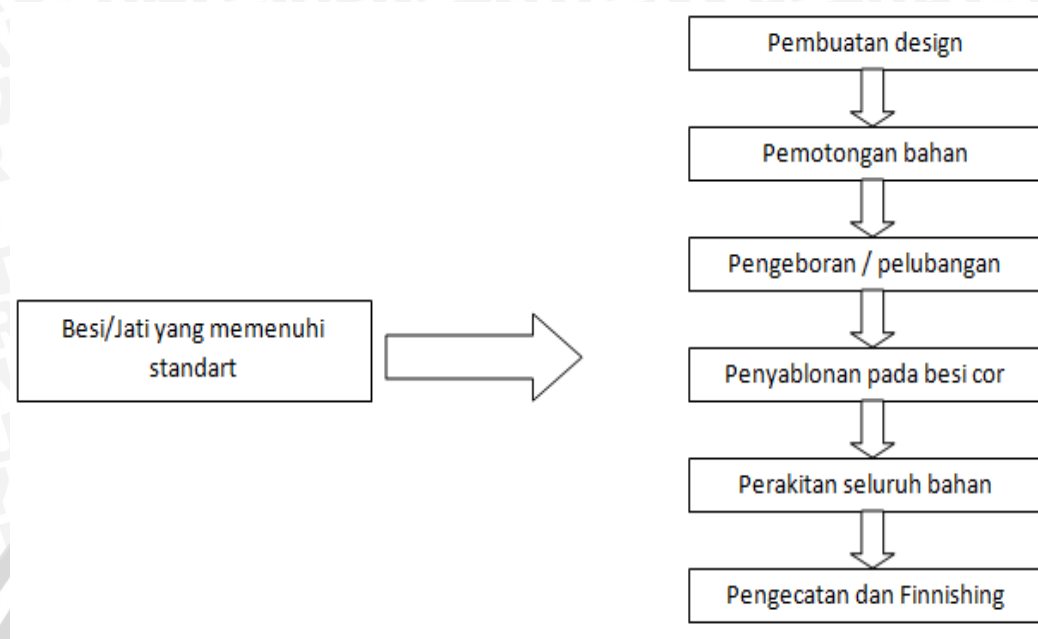 Besi/Jati yang memenuhi
standart
Pembuatan design
Pemotongan bahan
Pengeboran / pelubangan
Penyablonan pada besi cor
Perakitan seluruh bahan
Pengecatan dan Finnishing